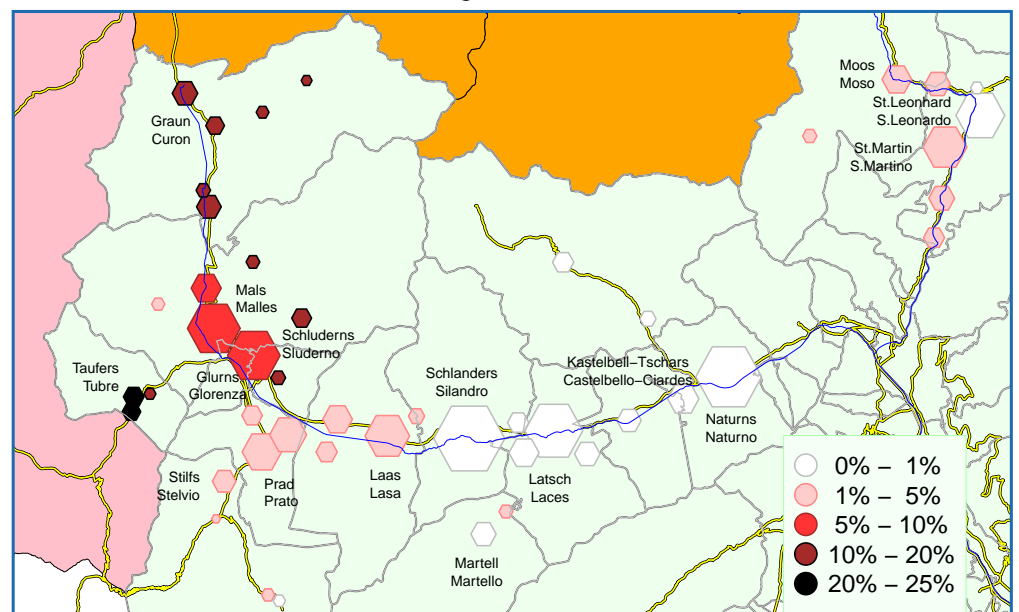 Moos
Moso
St.Leonhard
S.Leonardo
Graun
Curon
St.Martin
S.Martino
Mals
Malles
Schluderns
Sluderno
Taufers
Tubre
Glurns
Glorenza
Schlanders
Silandro
Kastelbell–Tschars
Castelbello–Ciardes
Naturns
Naturno
Laas
Lasa
Latsch
Laces
Stilfs
Stelvio
Prad
Prato
Martell
Martello
0% – 1%
1% – 5%
5% – 10%
10% – 20%
20% – 25%